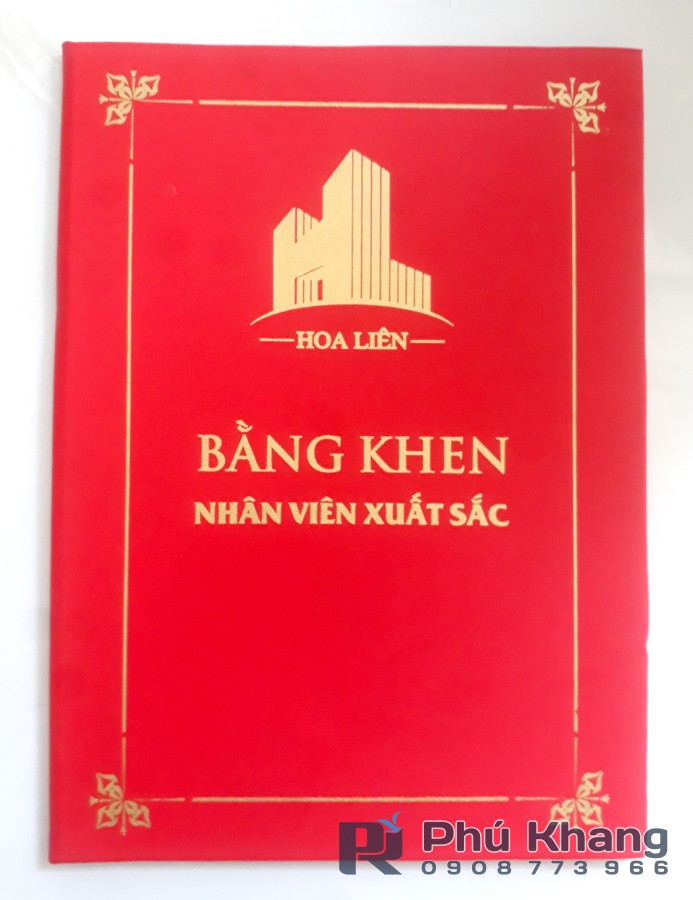 HOA LIÊN
BẰNG KHEN
NHÂN VIÊN XUẤT SẮC
Phú Khang
0908 773 966